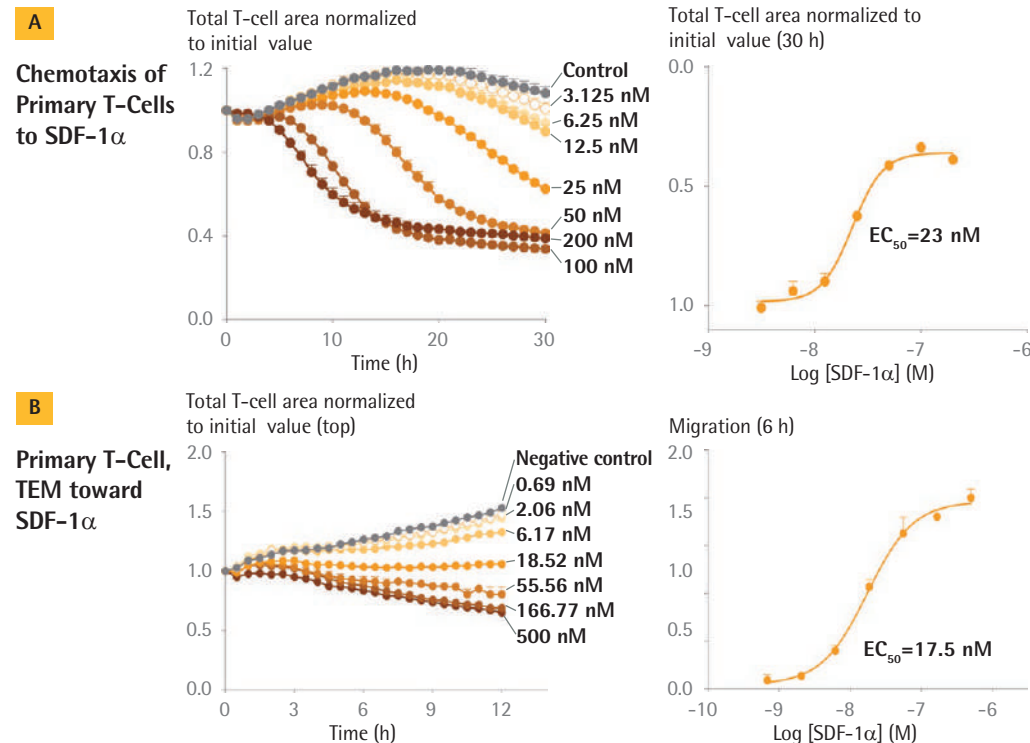 A
Chemotaxis of
Primary T-Cells
to SDF-1α
Total T-cell area normalized
to initial value
1.2
0.8
0.4
0.0
0
10
20
30
Time (h)
Control
3.125 nM
6.25 nM
12.5 nM
25 nM
50 nM
200 nM
100 nM
Total T-cell area normalized to
initial value (30 h)
0.0
0.5
1.0
EC50=23 nM
-9
-8
-7
-6
Log [SDF-1α] (M)
B
Primary T-Cell,
TEM toward
SDF-1α
Total T-cell area normalized
to initial value (top)
2.0
1.5
1.0
0.5
0.0
0
3
6
9
12
Time (h)
Negative control
0.69 nM
2.06 nM
6.17 nM
18.52 nM
55.56 nM
166.77 nM
500 nM
Migration (6 h)
2.0
1.5
1.0
0.5
0.0
EC50=17.5 nM
-10
-9
-8
-7
-6
-5
Log [SDF-1α] (M)